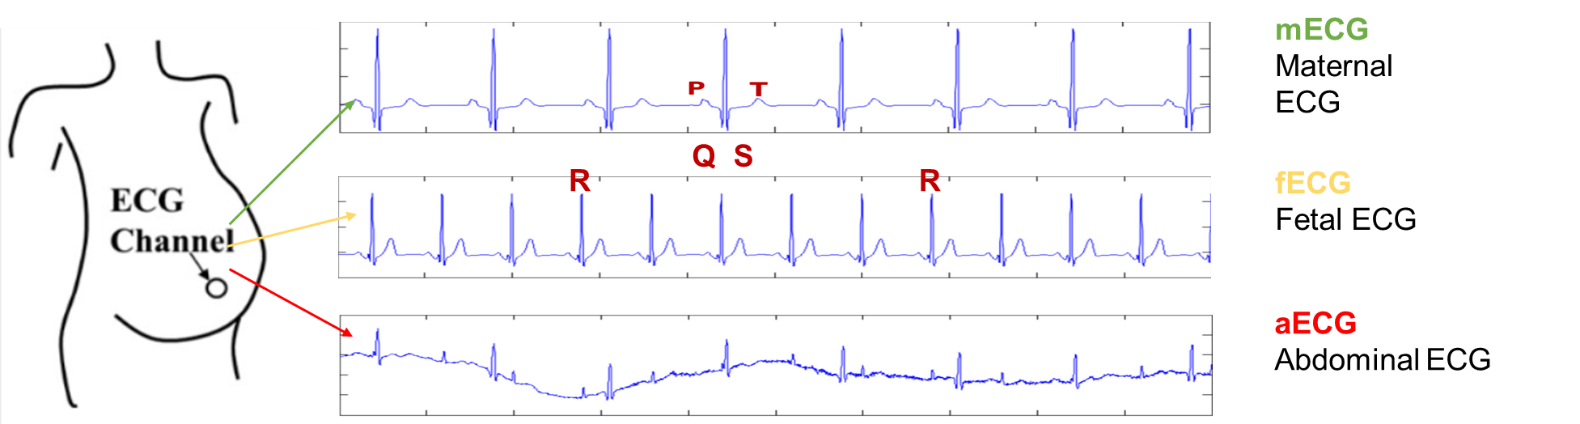 ECG
Channel
P
T
Q
S
R
R
mECG
Maternal
ECG
fECG
Fetal ECG
aECG
Abdominal ECG